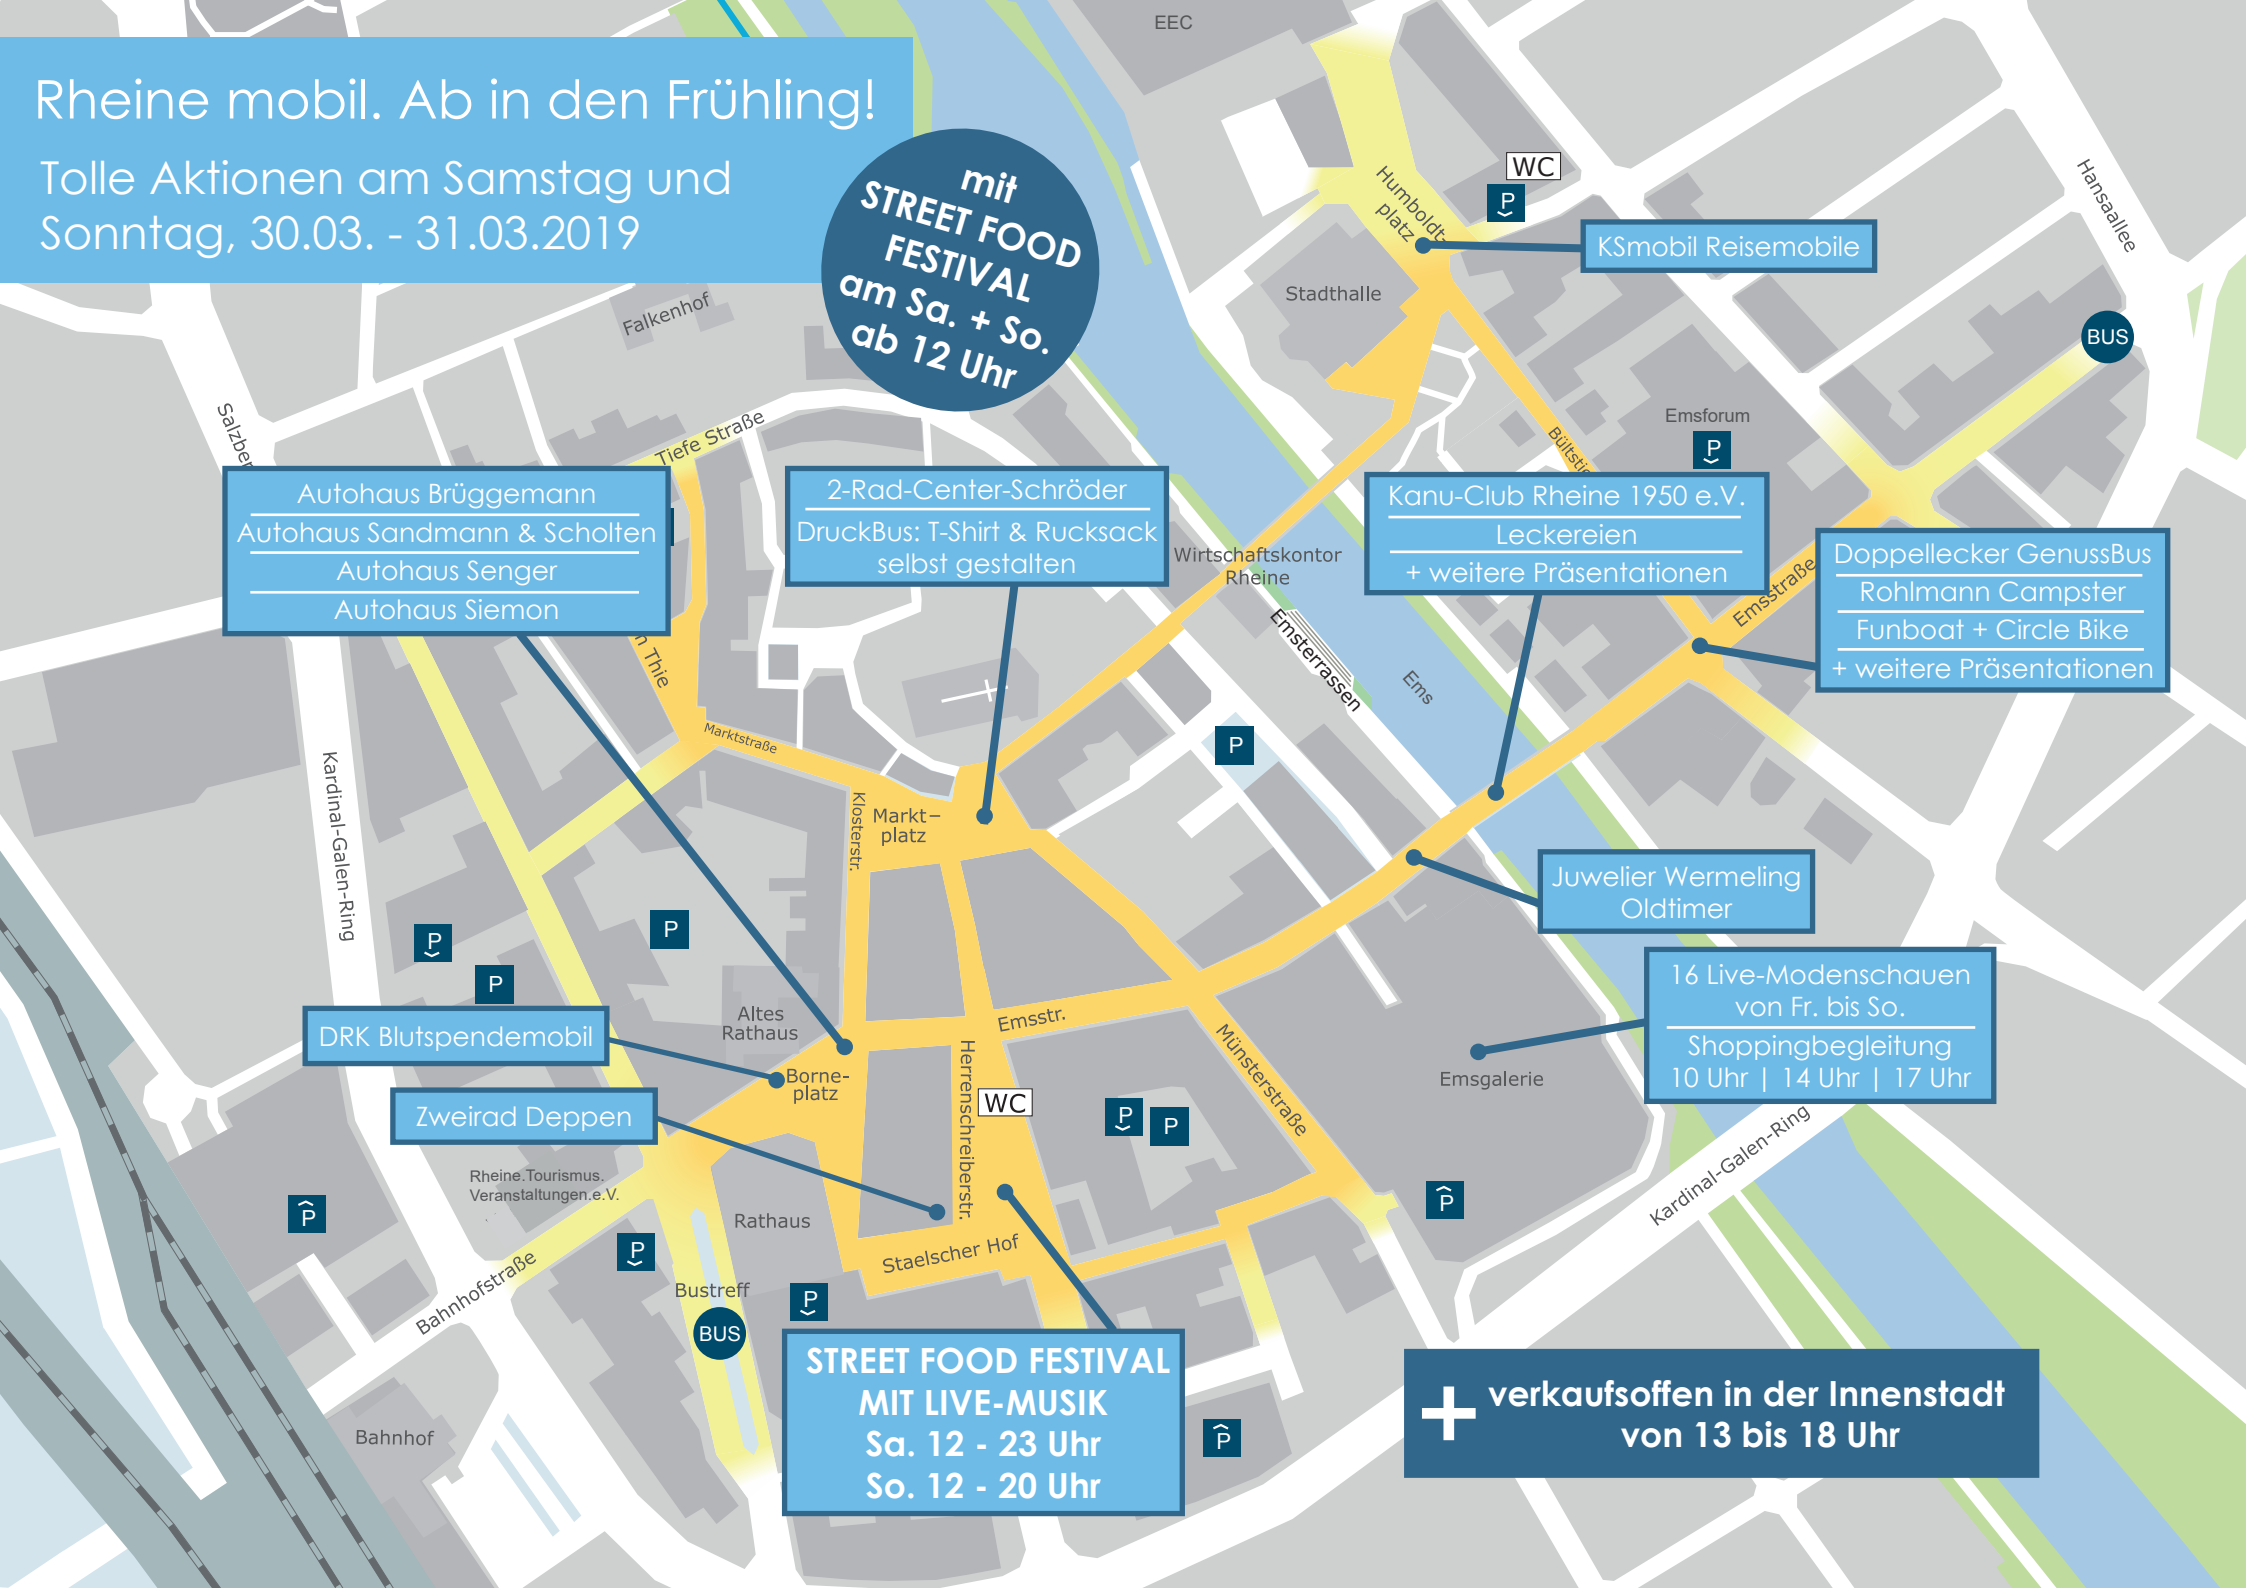 EEC
Rheine mobil. Ab in den Frühling!
Tolle Aktionen am Samstag und
Sonntag, 30.03. - 31.03.2019
mit
STREET FOOD
FESTIVAL
am Sa. + So.
ab 12 Uhr
WC
P
Humboldt-
platz
Hansaallee
KSmobil Reisemobile
Stadthalle
Falkenhof
BUS
Tiefe Straße
Emsforum
P
Bültstie
Autohaus Brüggemann
Autohaus Sandmann & Scholten
Autohaus Senger
Autohaus Siemon
2-Rad-Center-Schröder
DruckBus: T-Shirt & Rucksack
selbst gestalten
Kanu-Club Rheine 1950 e.V.
Leckereien
+ weitere Präsentationen
Doppellecker GenussBus
Rohlmann Campster
Funboat + Circle Bike
+ weitere Präsentationen
Wirtschaftskontor
Rheine
Emsstraße
Emsterrassen
Ems
Thie
Marktstraße
P
Kardinal-Galen-Ring
Klosterstr.
Markt-
platz
Juwelier Wermeling
Oldtimer
P
P
P
16 Live-Modenschauen
von Fr. bis So.
Shoppingbegleitung
10 Uhr | 14 Uhr | 17 Uhr
Altes
Rathaus
Emsstr.
DRK Blutspendemobil
Münsterstraße
Emsgalerie
Borne-
platz
Herrenschreiberstr.
WC
Zweirad Deppen
P
P
Kardinal-Galen-Ring
Rheine.Tourismus.
Veranstaltungen.e.V.
P
P
Rathaus
P
Staelscher Hof
Bahnhofstraße
Bustreff
P
BUS
STREET FOOD FESTIVAL
MIT LIVE-MUSIK
Sa. 12 - 23 Uhr
So. 12 - 20 Uhr
Bahnhof
P
+ verkaufsoffen in der Innenstadt
von 13 bis 18 Uhr